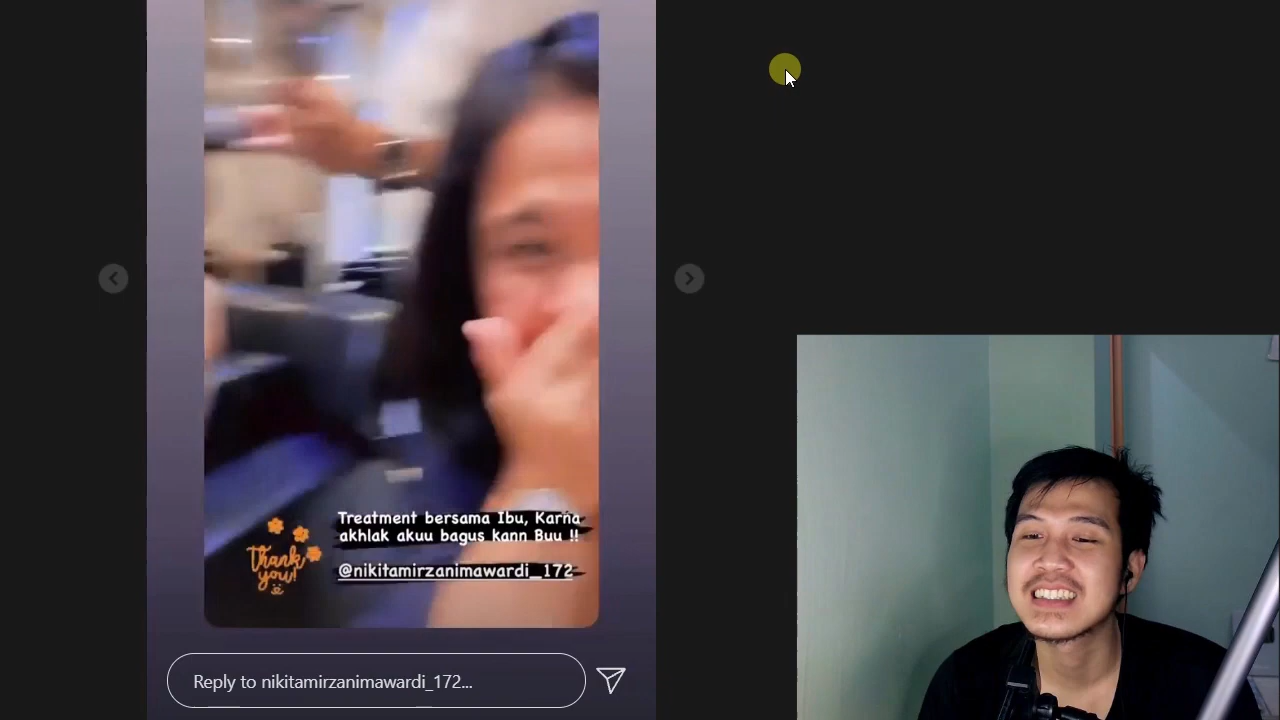 Treatment bersama Ibu, Karna
akhlak akuu bagus kann Buu !!
Thank
you!
@nikitamirzanimawardi_172
Reply to nikitamirzanimawardi_172...